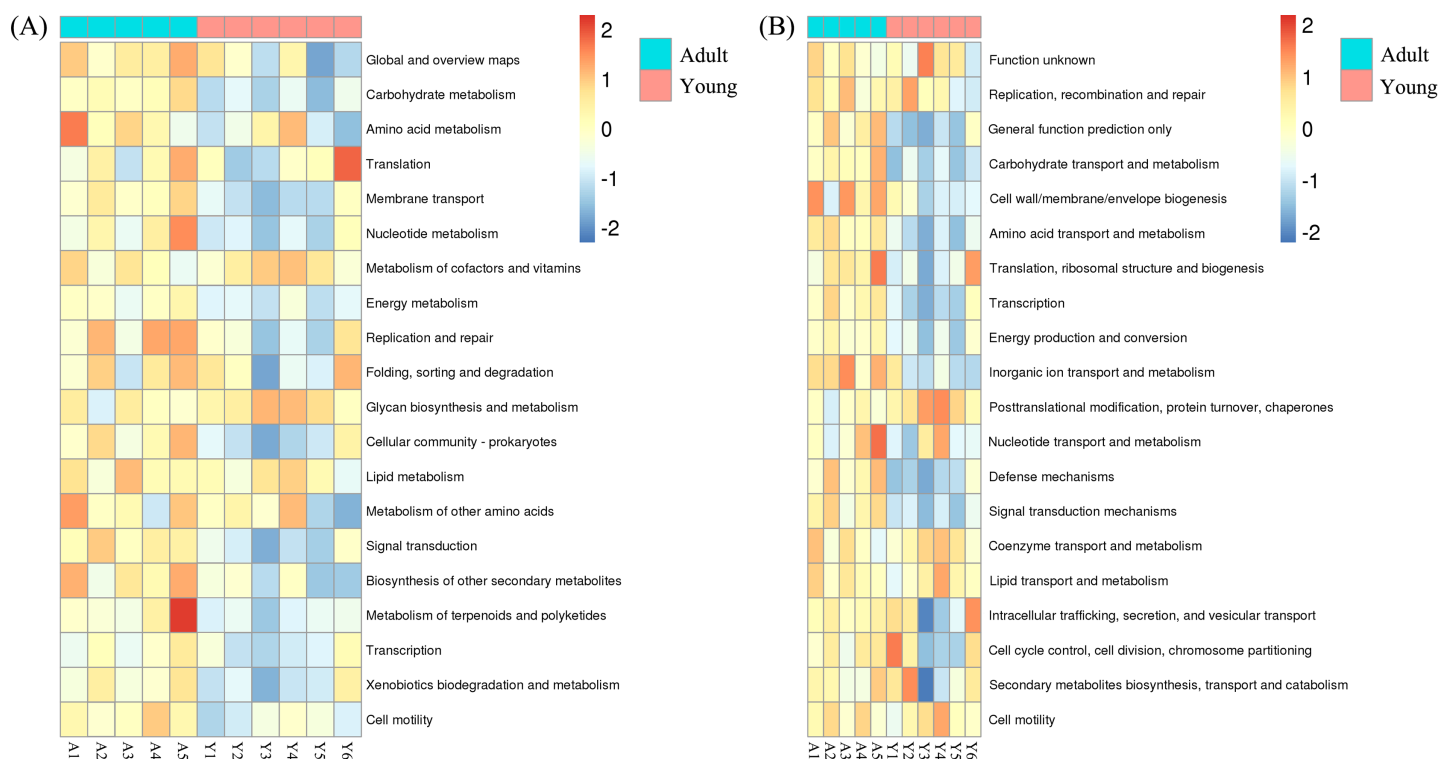 (A)
2
1
0
-1
-2
Adult
Young
Global and overview maps
Carbohydrate metabolism
Amino acid metabolism
Translation
Membrane transport
Nucleotide metabolism
Metabolism of cofactors and vitamins
Energy metabolism
Replication and repair
Folding, sorting and degradation
Glycan biosynthesis and metabolism
Cellular community - prokaryotes
Lipid metabolism
Metabolism of other amino acids
Signal transduction
Biosynthesis of other secondary metabolites
Metabolism of terpenoids and polyketides
Transcription
Xenobiotics biodegradation and metabolism
Cell motility
A1 A2 A3 A4 A5 Y1 Y2 Y3 Y4 Y5 Y6
(B)
2
1
0
-1
-2
Adult
Young
Function unknown
Replication, recombination and repair
General function prediction only
Carbohydrate transport and metabolism
Cell wall/membrane/envelope biogenesis
Amino acid transport and metabolism
Translation, ribosomal structure and biogenesis
Transcription
Energy production and conversion
Inorganic ion transport and metabolism
Posttranslational modification, protein turnover, chaperones
Nucleotide transport and metabolism
Defense mechanisms
Signal transduction mechanisms
Coenzyme transport and metabolism
Lipid transport and metabolism
Intracellular trafficking, secretion, and vesicular transport
Cell cycle control, cell division, chromosome partitioning
Secondary metabolites biosynthesis, transport and catabolism
Cell motility
A1 A2 A3 A4 A5 Y1 Y2 Y3 Y4 Y5 Y6